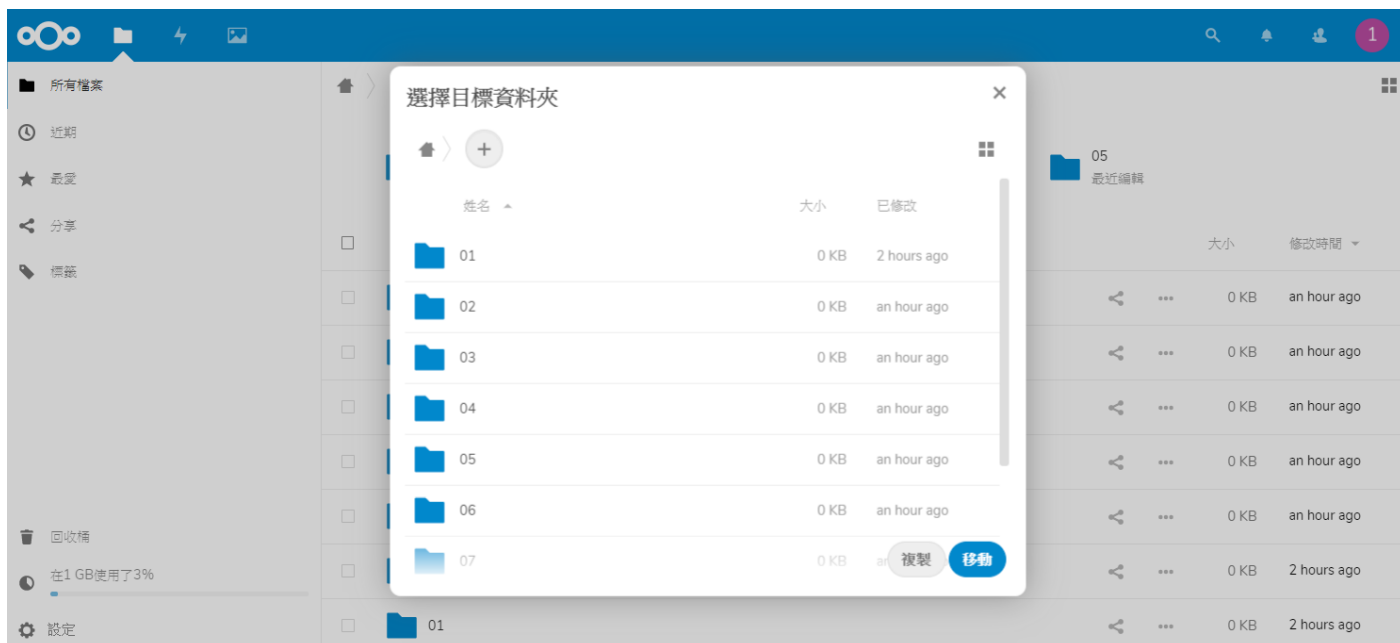 1
所有檔案
近期
最愛
分享
標籤
回收桶
在1 GB使用了3%
設定
選擇目標資料夾
×
+
姓名 大小 已修改
01 0 KB 2 hours ago
02 0 KB an hour ago
03 0 KB an hour ago
04 0 KB an hour ago
05 0 KB an hour ago
06 0 KB an hour ago
07 0 KB
複製 移動
05
最近編輯
大小 修改時間
0 KB an hour ago
0 KB an hour ago
0 KB an hour ago
0 KB an hour ago
0 KB an hour ago
0 KB 2 hours ago
01 0 KB 2 hours ago